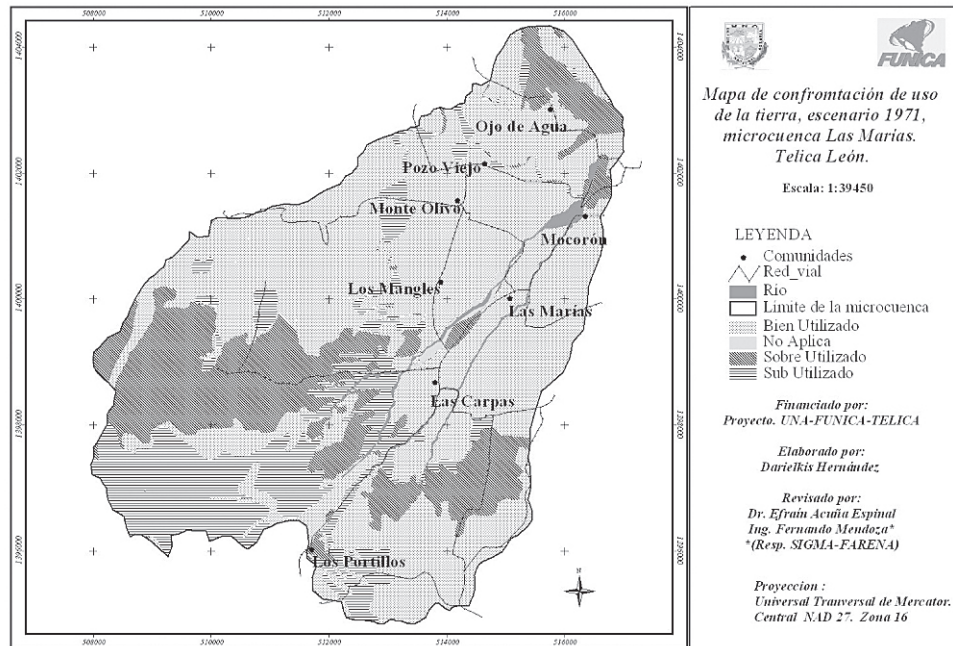 508000
510000
512000
514000
516000
1404000
1404000
Ojo de Agua
1402000
1402000
Pozo Viejo
Monte Olivo
Mocorón
1400000
1400000
Los Mangles
Las Marías
Las Carpas
1398000
1398000
1396000
1396000
Los Portillos
N
508000
510000
512000
514000
516000
FUNICA
Mapa de confromtación de uso
de la tierra, escenario 1971,
microcuenca Las Marías.
Telica León.
Escala: 1:39450
LEYENDA
Comunidades
Red_vial
Río
Límite de la microcuenca
Bien Utilizado
No Aplica
Sobre Utilizado
Sub Utilizado
Financiado por:
Proyecto. UNA-FUNICA-TELICA
Elaborado por:
Darielkis Hernández
Revisado por:
Dr. Efraín Acuña Espinal
Ing. Fernando Mendoza*
*(Resp. SIGMA-FARENA)
Proyeccion :
Universal Tranversal de Mercator.
Central NAD 27. Zona 16